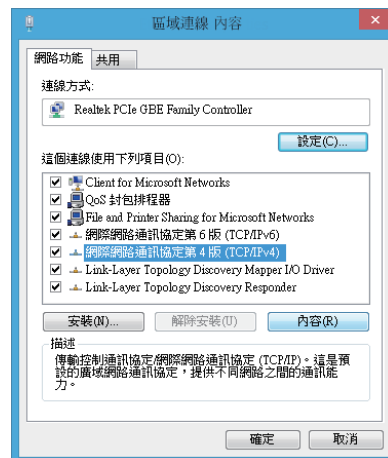 區域連線 內容
網路功能 共用
連線方式:
Realtek PCIe GBE Family Controller
設定(C)...
這個連線使用下列項目(O):
Client for Microsoft Networks
QoS 封包排程器
File and Printer Sharing for Microsoft Networks
網際網路通訊協定第 6 版 (TCP/IPv6)
網際網路通訊協定第 4 版 (TCP/IPv4)
Link-Layer Topology Discovery Mapper I/O Driver
Link-Layer Topology Discovery Responder
安裝(N)... 解除安裝(U) 內容(R)
描述
傳輸控制通訊協定/網際網路通訊協定 (TCP/IP)。這是預
設的廣域網路通訊協定，提供不同網路之間的通訊能
力。
確定 取消